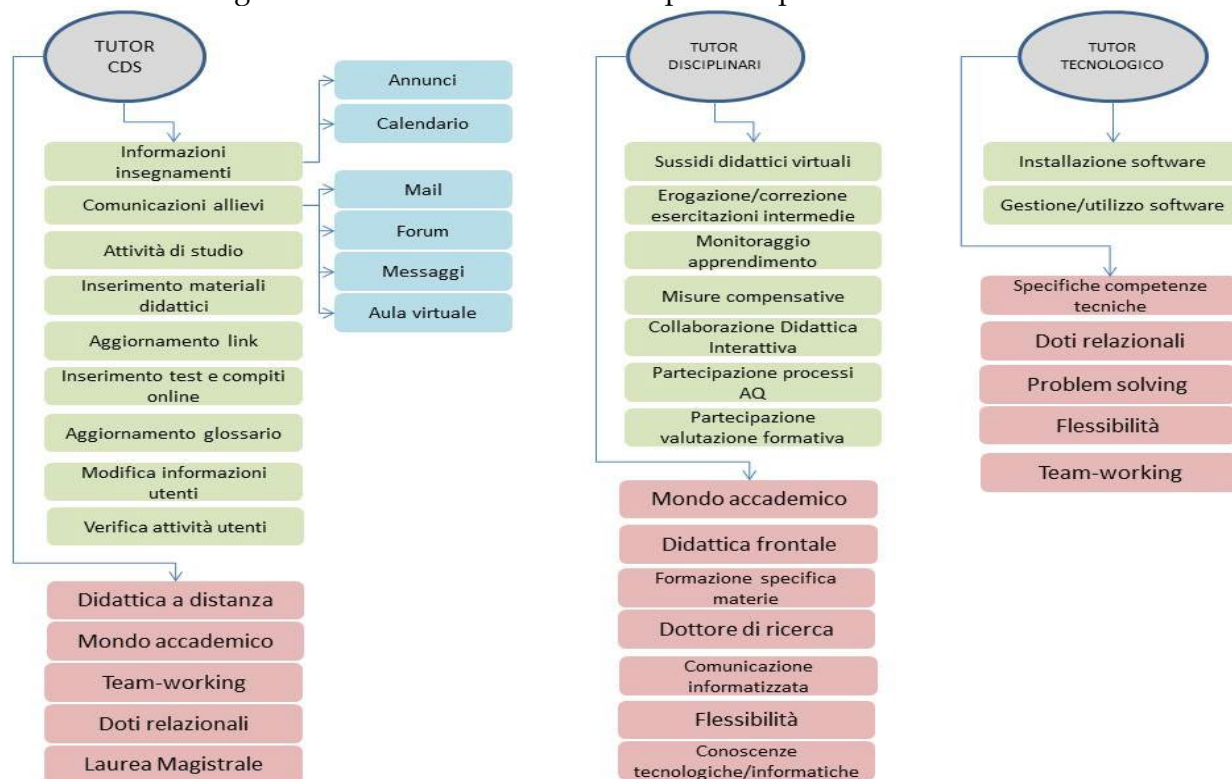 TUTOR
CDS
Annunci
Calendario
Informazioni
insegnamenti
Mail
Comunicazioni allievi
Forum
Attività di studio
Messaggi
Inserimento materiali
didattici
Aula virtuale
Aggiornamento link
Inserimento test e compiti
online
Aggiornamento glossario
Modifica informazioni
utenti
Verifica attività utenti
Didattica a distanza
Mondo accademico
Team-working
Doti relazionali
Laurea Magistrale
TUTOR
DISCIPLINARI
Sussidi didattici virtuali
Erogazione/correzione
esercitazioni intermedie
Monitoraggio
apprendimento
Misure compensative
Collaborazione Didattica
Interattiva
Partecipazione processi
AQ
Partecipazione
valutazione formativa
Mondo accademico
Didattica frontale
Formazione specifica
materie
Dottore di ricerca
Comunicazione
informatizzata
Flessibilità
Conoscenze
tecnologiche/informatiche
TUTOR
TECNOLOGICO
Installazione software
Gestione/utilizzo software
Specifiche competenze
tecniche
Doti relazionali
Problem solving
Flessibilità
Team-working